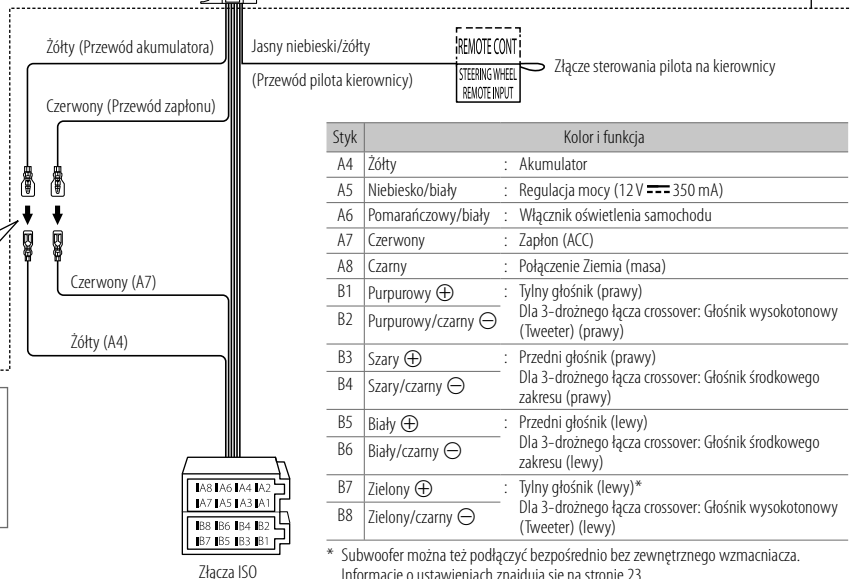 Żółty (Przewód akumulatora)
Jasny niebieski/żółty
(Przewód pilota kierownicy)
REMOTE CONT
STEERING WHEEL
REMOTE INPUT
Złącze sterowania pilota na kierownicy
Czerwony (Przewód zapłonu)
Czerwony (A7)
Żółty (A4)
A8 A6 A4 A2
A7 A5 A3 A1
B8 B6 B4 B2
B7 B5 B3 B1
Złącza ISO
Styk Kolor i funkcja
A4 Żółty : Akumulator
A5 Niebiesko/biały : Regulacja mocy (12 V ⎓ 350 mA)
A6 Pomarańczowy/biały : Włącznik oświetlenia samochodu
A7 Czerwony : Zapłon (ACC)
A8 Czarny : Połączenie Ziemia (masa)
B1 Purpurowy ⊕ : Tylny głośnik (prawy)
Dla 3-drożnego łącza crossover: Głośnik wysokotonowy
B2 Purpurowy/czarny ⊖
(Tweeter) (prawy)
B3 Szary ⊕ : Przedni głośnik (prawy)
Dla 3-drożnego łącza crossover: Głośnik środkowego
B4 Szary/czarny ⊖
zakresu (prawy)
B5 Biały ⊕ : Przedni głośnik (lewy)
Dla 3-drożnego łącza crossover: Głośnik środkowego
B6 Biały/czarny ⊖
zakresu (lewy)
B7 Zielony ⊕ : Tylny głośnik (lewy)*
Dla 3-drożnego łącza crossover: Głośnik wysokotonowy
B8 Zielony/czarny ⊖
(Tweeter) (lewy)
* Subwoofer można też podłączyć bezpośrednio bez zewnętrznego wzmacniacza.
Informacje o ustawieniach znajdują się na stronie 23.